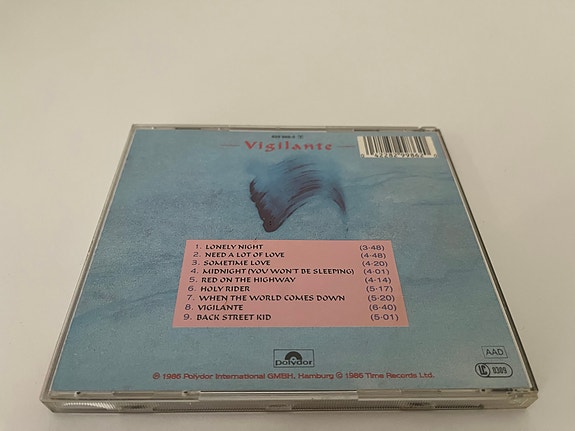 Vigilante
1. LONELY NIGHT (3-48)
2. NEED A LOT OF LOVE (4-48)
3. SOMETIME LOVE (4-20)
4. MIDNIGHT (YOU WON'T BE SLEEPING) (4-01)
5. RED ON THE HIGHWAY (4-14)
6. HOLY RIDER (5-17)
7. WHEN THE WORLD COMES DOWN (5-20)
8. VIGILANTE (6-40)
9. BACK STREET KID (5-01)
Polydor
AAD
LC 0309
℗ 1986 Polydor International GMBH, Hamburg © 1986 Time Records Ltd.